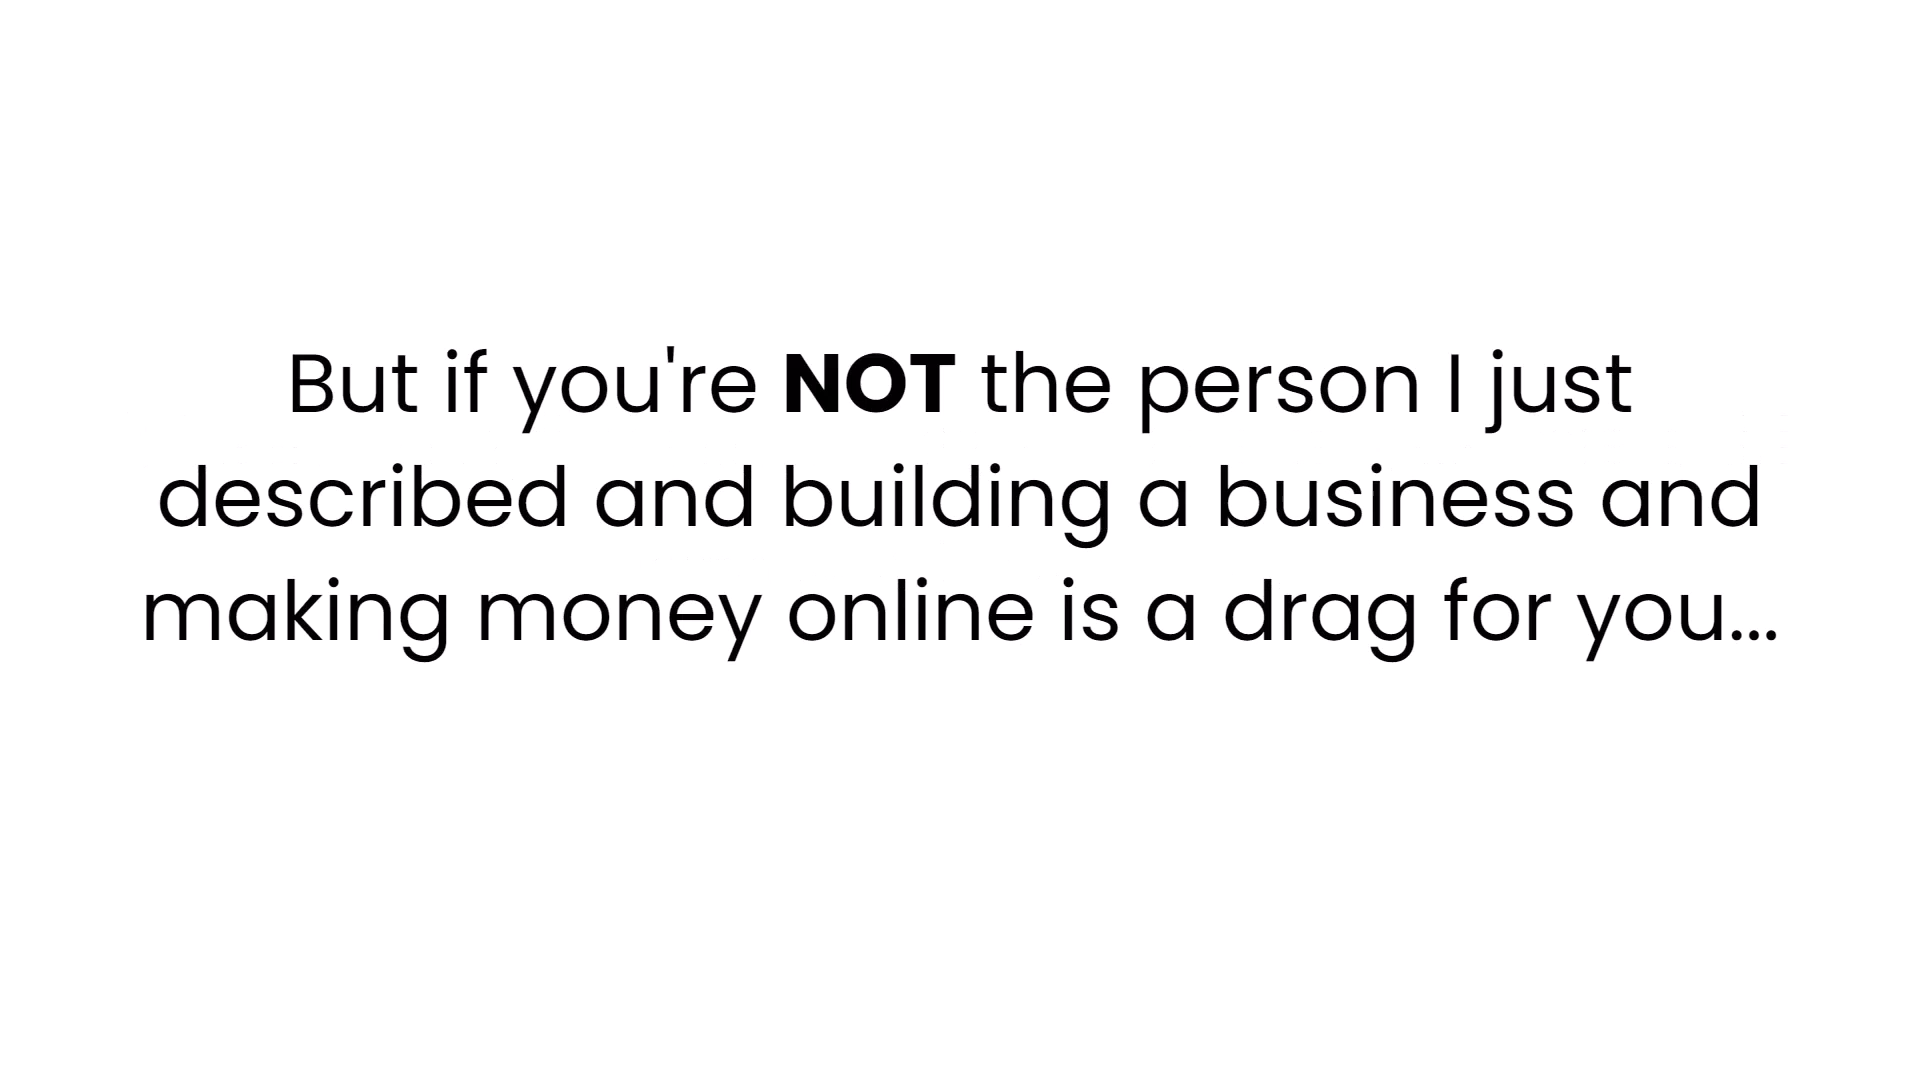 But if you're NOT the person I just
described and building a business and
making money online is a drag for you...